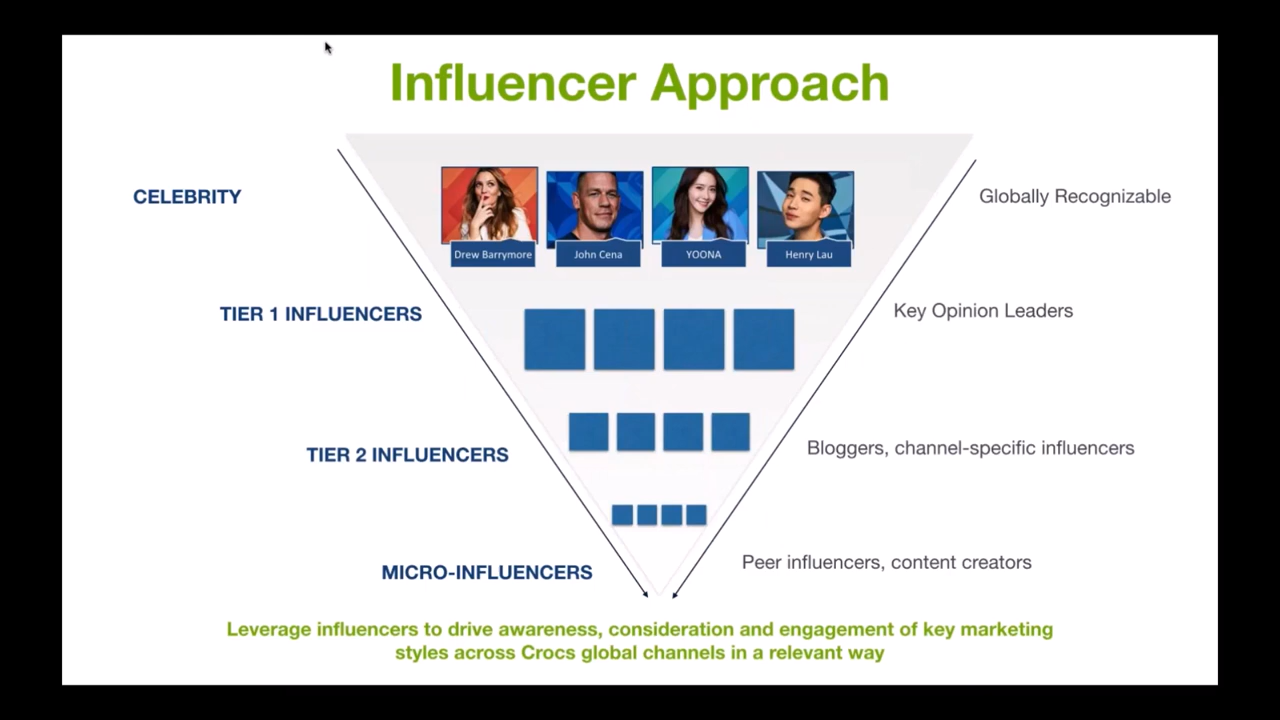 Influencer Approach
CELEBRITY
Globally Recognizable
Drew Barrymore
John Cena
YOONA
Henry Lau
TIER 1 INFLUENCERS
Key Opinion Leaders
TIER 2 INFLUENCERS
Bloggers, channel-specific influencers
MICRO-INFLUENCERS
Peer influencers, content creators
Leverage influencers to drive awareness, consideration and engagement of key marketing
styles across Crocs global channels in a relevant way